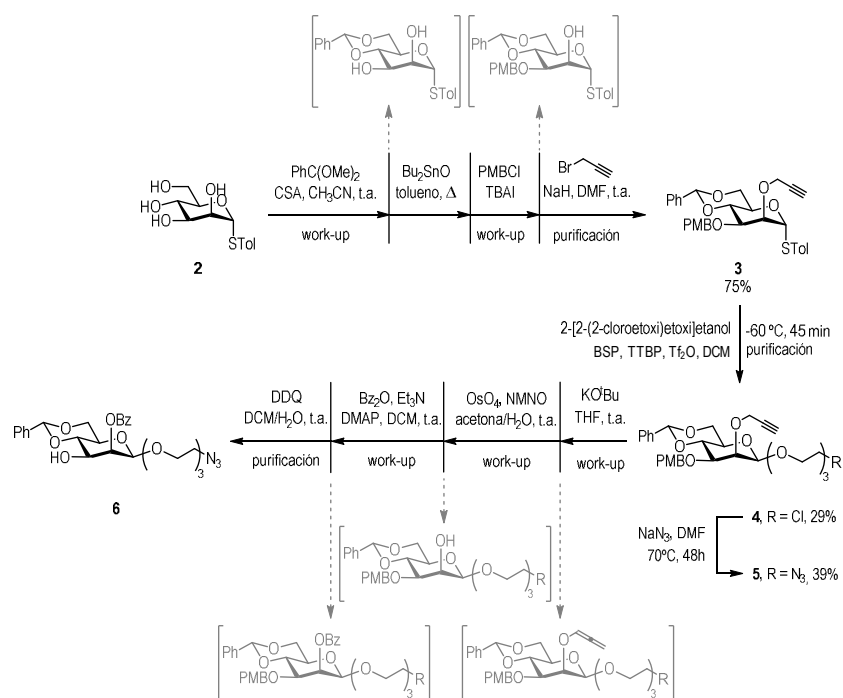 OH
Ph
O
O
O
HO
STol
OH
Ph
O
O
O
PMBO
STol
HO
OH
HO
O
HO
STol
2
PhC(OMe)₂
CSA, CH₃CN, t.a.
work-up
Bu₂SnO
tolueno, Δ
PMBCl
TBAI
work-up
Br
NaH, DMF, t.a.
purificación
O
Ph
O
O
O
PMBO
STol
3
75%
2-[2-(2-cloroetoxi)etoxi]etanol
BSP, TTBP, Tf₂O, DCM
-60 ºC, 45 min
purificación
OBz
Ph
O
O
O
HO
O
3
N₃
6
DDQ
DCM/H₂O, t.a.
purificación
Bz₂O, Et₃N
DMAP, DCM, t.a.
work-up
OsO₄, NMNO
acetona/H₂O, t.a.
work-up
KOᵗBu
THF, t.a.
work-up
O
Ph
O
O
O
PMBO
O
3
R
4, R = Cl, 29%
NaN₃, DMF
70ºC, 48h
5, R = N₃, 39%
OH
Ph
O
O
O
PMBO
O
3
R
OBz
Ph
O
O
O
PMBO
O
3
R
O
Ph
O
O
O
PMBO
O
3
R